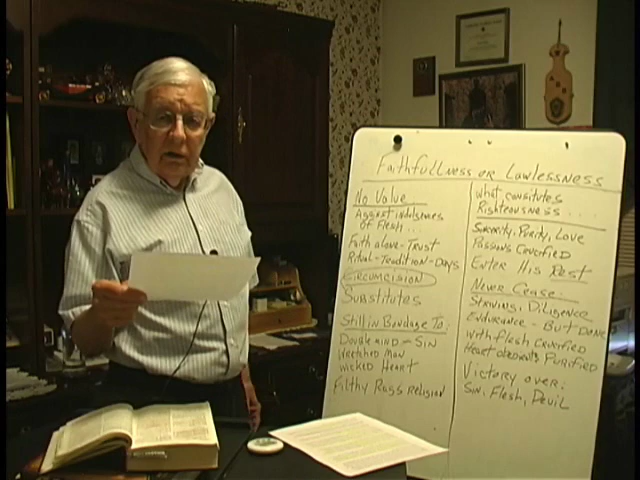 Faithfullness or Lawlessness
No Value
Against indulgences
of Flesh...
Faith alone - Trust
Ritual - Tradition - Days
Circumcision
Substitutes
Still in Bondage To:
Double mind - Sin
Wretched Man
Wicked Heart
Filthy Rags Religion
What constitutes
Righteousness....
Sincerity, Purity, Love
Passions Crucified
Enter His Rest
Never Cease:
Striving, Diligence
Endurance - But Done
with Flesh crucified
Heart obedient, Purified
Victory over:
Sin, Flesh, Devil